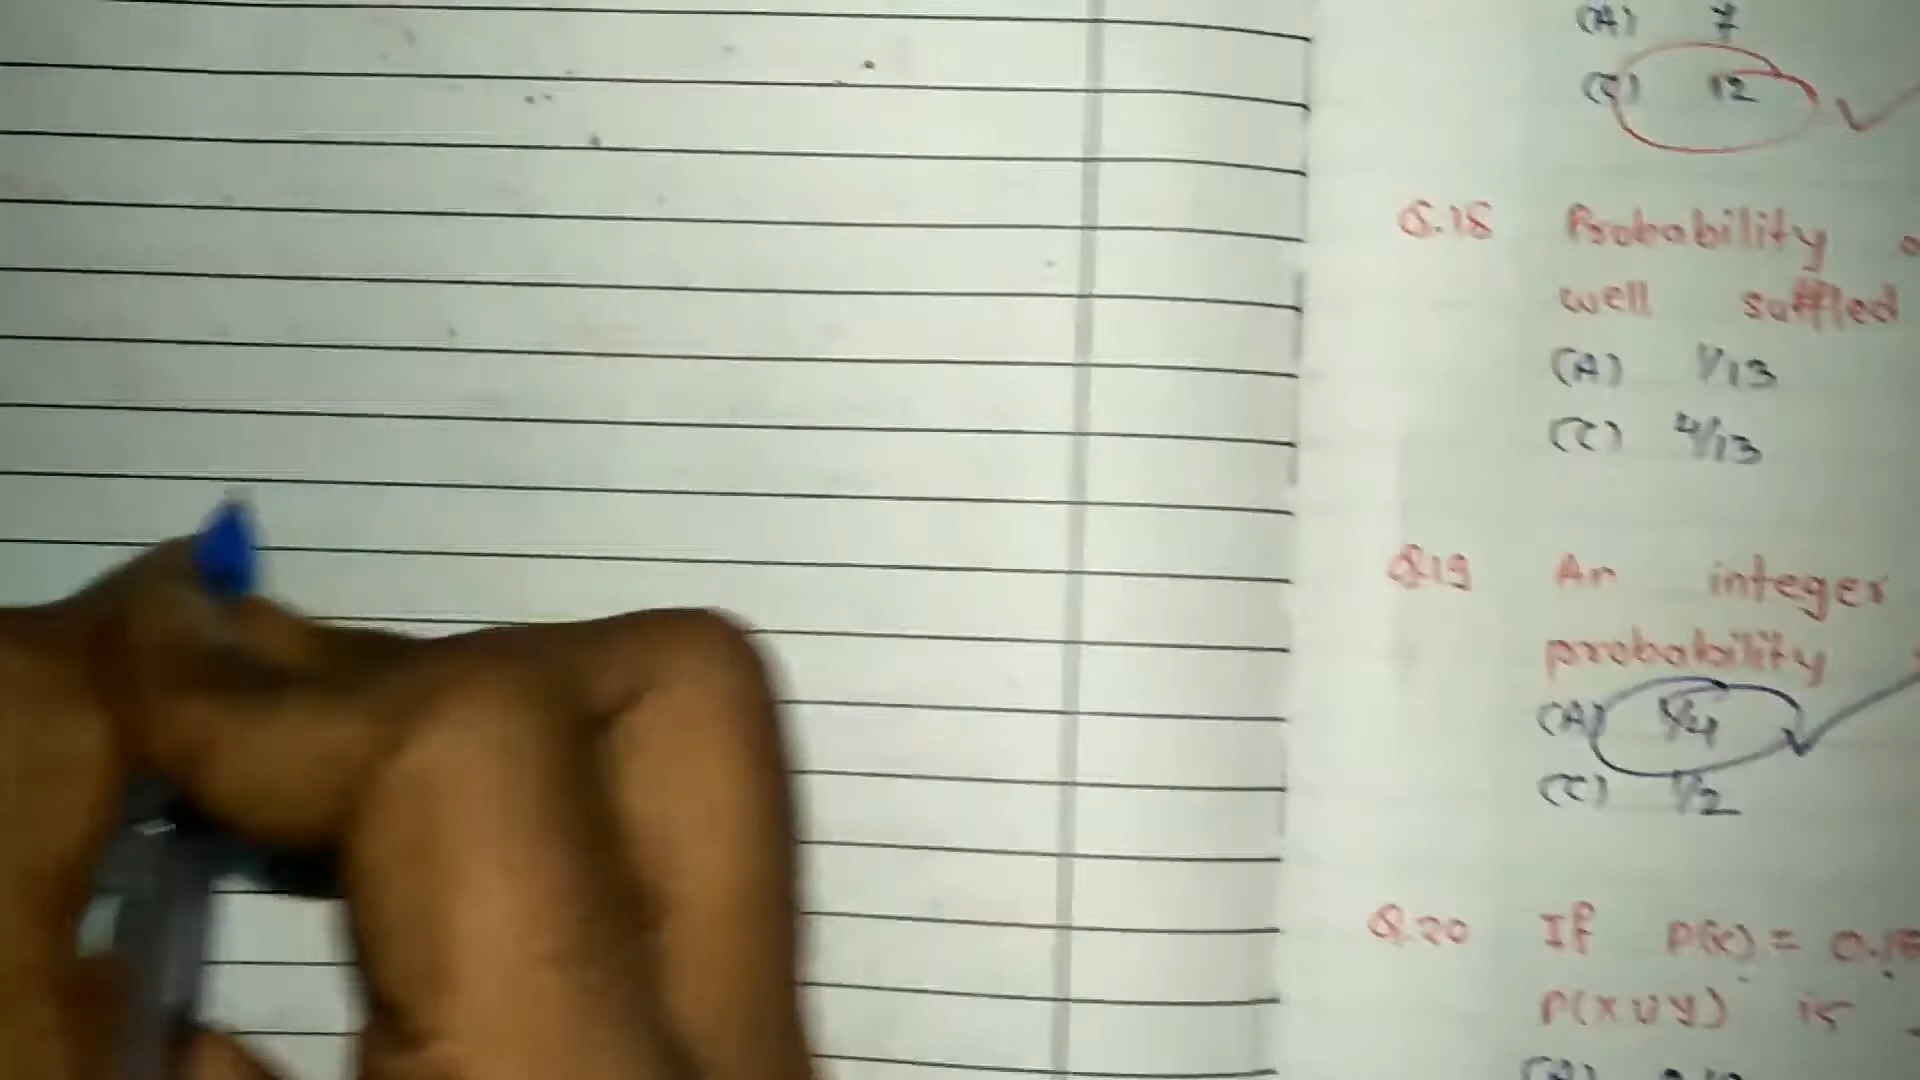 (A) 7
(C) 12
Q.18 Probability
well suffled
(A) 1/13
(C) 4/13
Q.19 An integer
probability
(A) 1/4
(C) 1/2
Q.20 If P(x) =
P(X ∪ Y) is